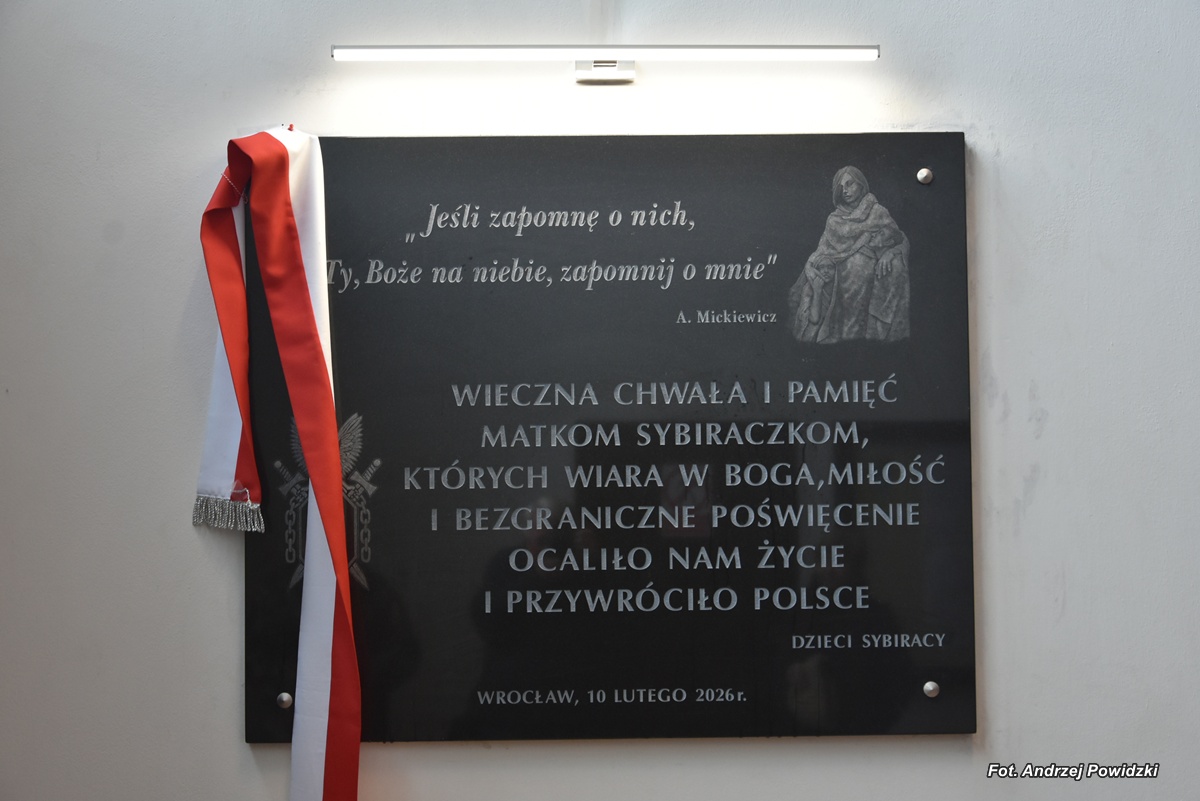 „Jeśli zapomnę o nich,
Ty, Boże na niebie, zapomnij o mnie"
A. Mickiewicz
WIECZNA CHWAŁA I PAMIĘĆ
MATKOM SYBIRACZKOM,
KTÓRYCH WIARA W BOGA, MIŁOŚĆ
I BEZGRANICZNE POŚWIĘCENIE
OCALIŁO NAM ŻYCIE
I PRZYWRÓCIŁO POLSCE
DZIECI SYBIRACY
WROCŁAW, 10 LUTEGO 2026 r.
Fot. Andrzej Powidzki